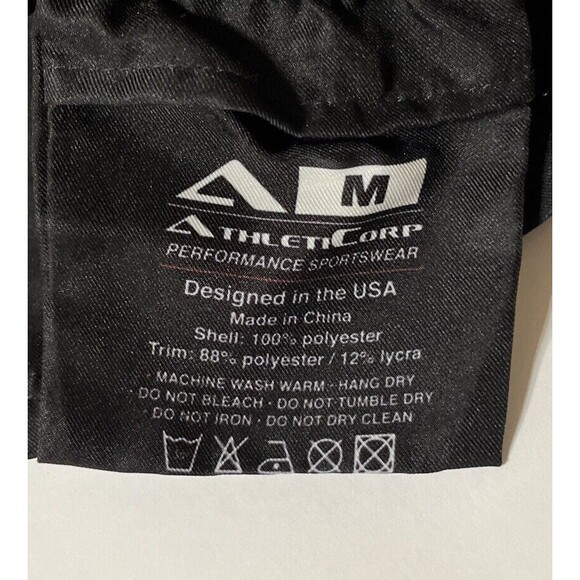 M
ATHLETICORP
PERFORMANCE SPORTSWEAR
Designed in the USA
Made in China
Shell: 100% polyester
Trim: 88% polyester / 12% lycra
· MACHINE WASH WARM · HANG DRY
· DO NOT BLEACH · DO NOT TUMBLE DRY
· DO NOT IRON · DO NOT DRY CLEAN